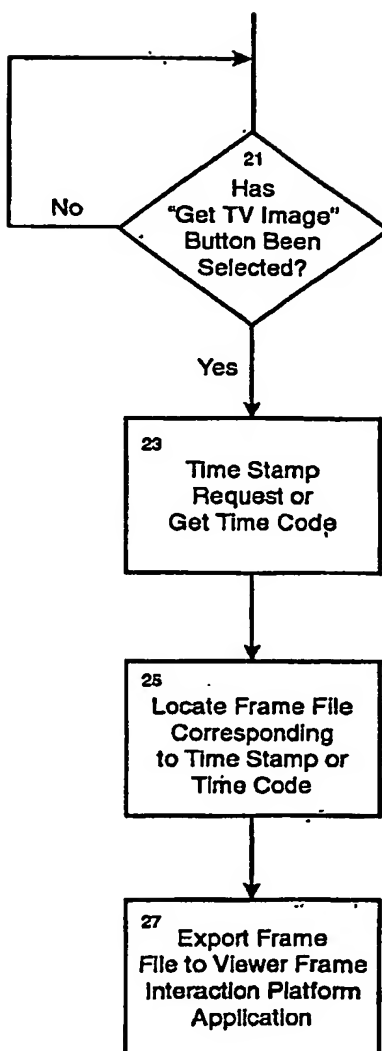 21
Has
"Get TV Image"
Button Been
Selected?
No
Yes
23
Time Stamp
Request or
Get Time Code
25
Locate Frame File
Corresponding
to Time Stamp or
Time Code
27
Export Frame
File to Viewer Frame
Interaction Platform
Application